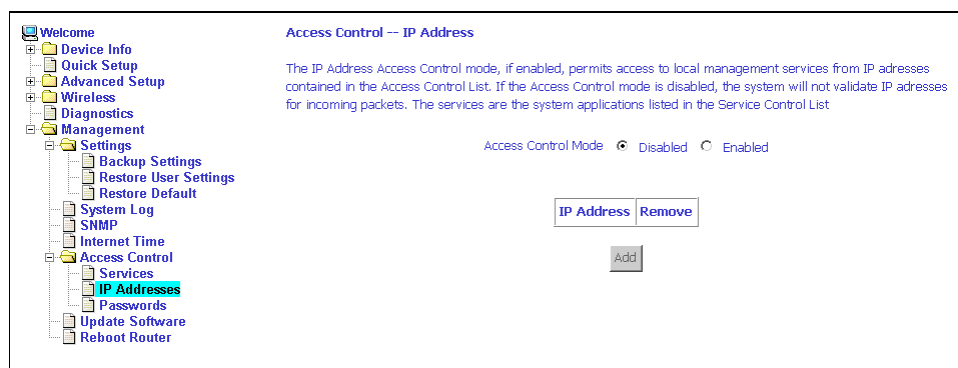 Welcome
Device Info
Quick Setup
Advanced Setup
Wireless
Diagnostics
Management
Settings
Backup Settings
Restore User Settings
Restore Default
System Log
SNMP
Internet Time
Access Control
Services
IP Addresses
Passwords
Update Software
Reboot Router
Access Control -- IP Address
The IP Address Access Control mode, if enabled, permits access to local management services from IP adresses
contained in the Access Control List. If the Access Control mode is disabled, the system will not validate IP adresses
for incoming packets. The services are the system applications listed in the Service Control List
Access Control Mode Disabled Enabled
IP Address Remove
Add